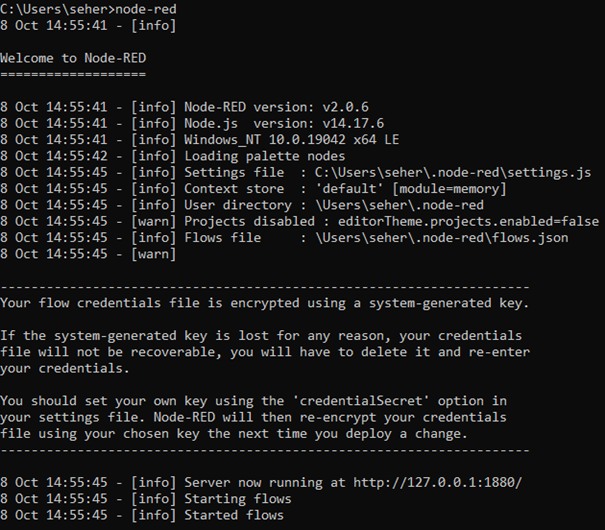 C:\Users\seher>node-red
8 Oct 14:55:41 - [info]
Welcome to Node-RED
===================
8 Oct 14:55:41 - [info] Node-RED version: v2.0.6
8 Oct 14:55:41 - [info] Node.js  version: v14.17.6
8 Oct 14:55:41 - [info] Windows_NT 10.0.19042 x64 LE
8 Oct 14:55:42 - [info] Loading palette nodes
8 Oct 14:55:45 - [info] Settings file  : C:\Users\seher\.node-red\settings.js
8 Oct 14:55:45 - [info] Context store  : 'default' [module=memory]
8 Oct 14:55:45 - [info] User directory : \Users\seher\.node-red
8 Oct 14:55:45 - [warn] Projects disabled : editorTheme.projects.enabled=false
8 Oct 14:55:45 - [info] Flows file     : \Users\seher\.node-red\flows.json
8 Oct 14:55:45 - [warn]
---------------------------------------------------------------------
Your flow credentials file is encrypted using a system-generated key.
If the system-generated key is lost for any reason, your credentials
file will not be recoverable, you will have to delete it and re-enter
your credentials.
You should set your own key using the 'credentialSecret' option in
your settings file. Node-RED will then re-encrypt your credentials
file using your chosen key the next time you deploy a change.
---------------------------------------------------------------------
8 Oct 14:55:45 - [info] Server now running at http://127.0.0.1:1880/
8 Oct 14:55:45 - [info] Starting flows
8 Oct 14:55:45 - [info] Started flows